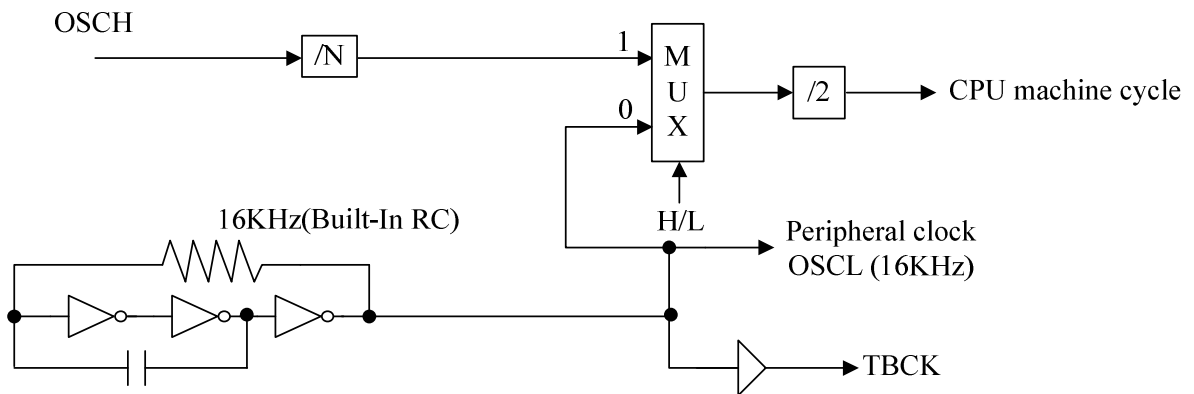 OSCH
/N
1
0
M
U
X
/2
CPU machine cycle
H/L
16KHz(Built-In RC)
Peripheral clock
OSCL (16KHz)
TBCK